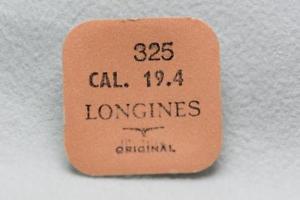 325
CAL. 19.4
LONGINES
ORIGINAL